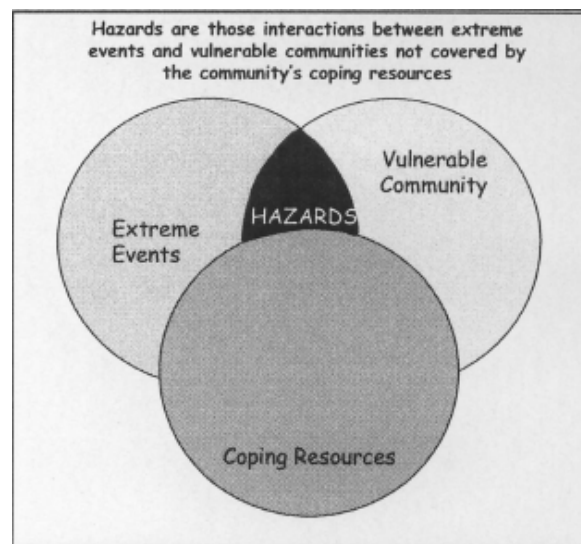 Hazards are those interactions between extreme
events and vulnerable communities not covered by
the community's coping resources
Vulnerable
Community
HAZARDS
Extreme
Events
Coping Resources